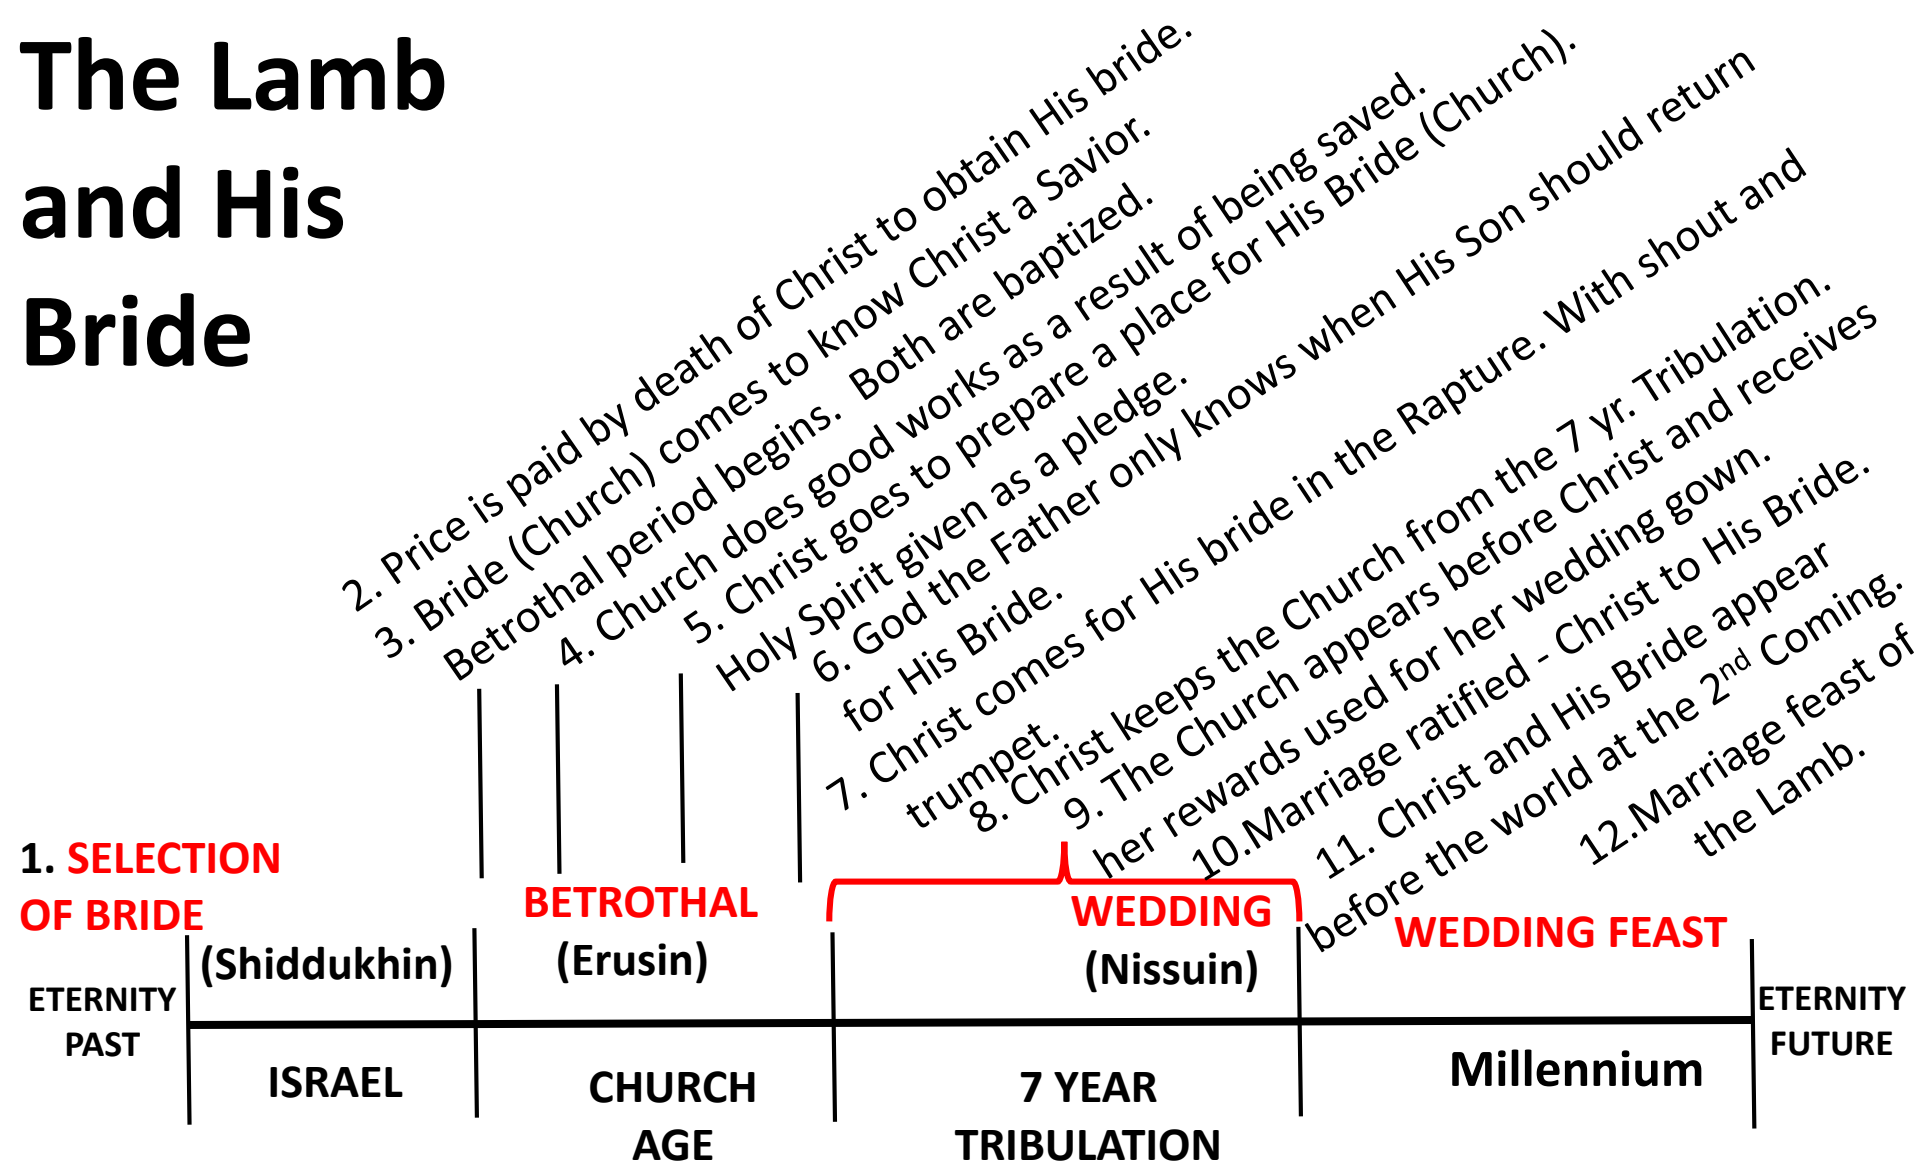 The Lamb
and His
Bride
2. Price is paid by death of Christ to obtain His bride.
3. Bride (Church) comes to know Christ a Savior.
Betrothal period begins. Both are baptized.
4. Church does good works as a result of being saved.
5. Christ goes to prepare a place for His Bride (Church).
Holy Spirit given as a pledge.
6. God the Father only knows when His Son should return
for His Bride.
7. Christ comes for His bride in the Rapture. With shout and
trumpet.
8. Christ keeps the Church from the 7 yr. Tribulation.
9. The Church appears before Christ and receives
her rewards used for her wedding gown.
10.Marriage ratified - Christ to His Bride.
11. Christ and His Bride appear
before the world at the 2nd Coming.
12.Marriage feast of
the Lamb.
1. SELECTION
OF BRIDE
(Shiddukhin)
BETROTHAL
(Erusin)
WEDDING
(Nissuin)
WEDDING FEAST
ETERNITY
PAST
ISRAEL
CHURCH
AGE
7 YEAR
TRIBULATION
Millennium
ETERNITY
FUTURE